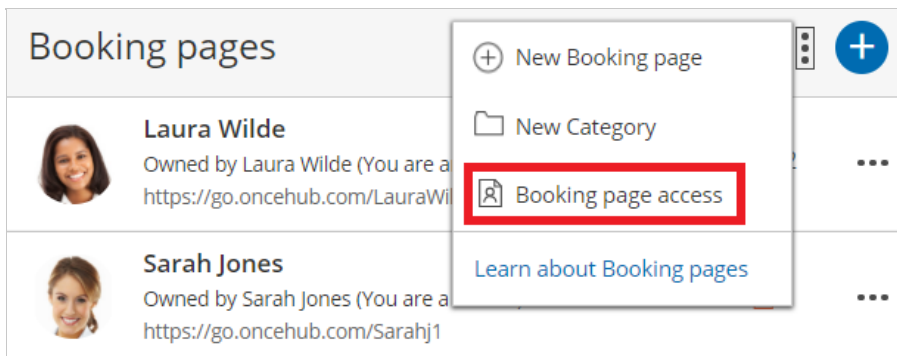 Booking pages
New Booking page
New Category
Booking page access
Learn about Booking pages
Laura Wilde
Owned by Laura Wilde (You are a
https://go.oncehub.com/LauraWil
Sarah Jones
Owned by Sarah Jones (You are a
https://go.oncehub.com/Sarahj1